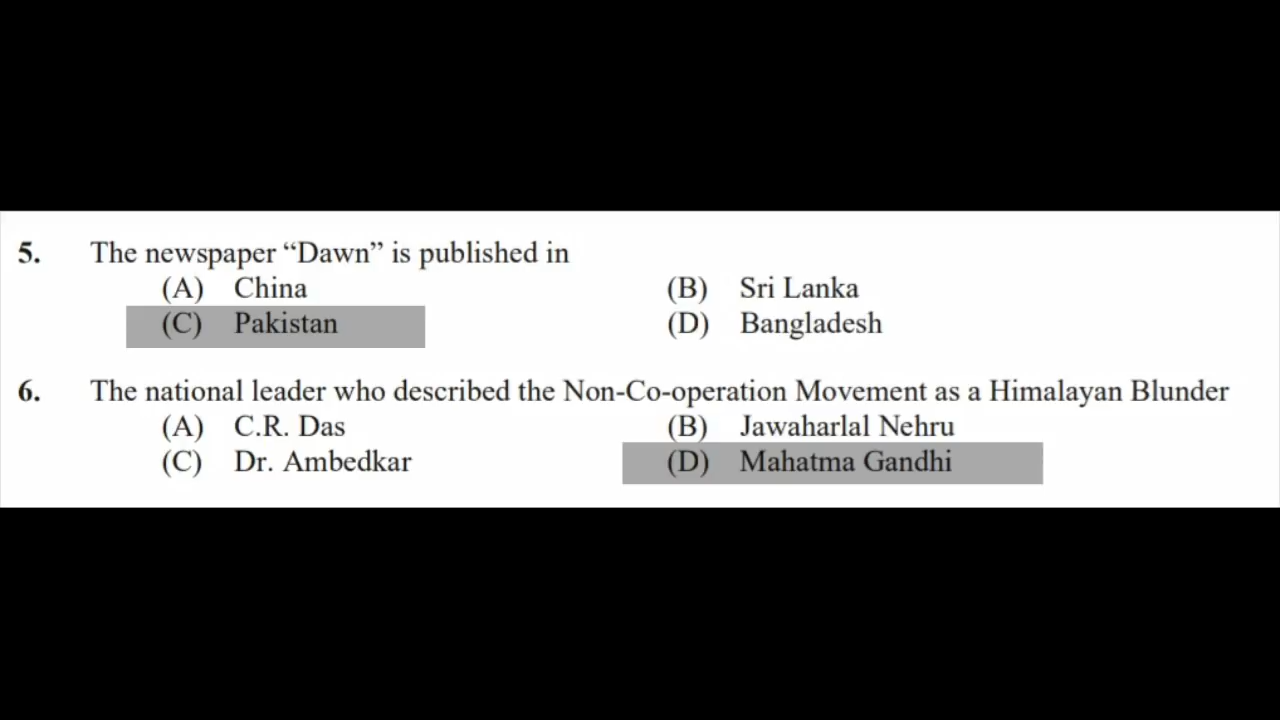 5. The newspaper “Dawn” is published in
(A) China (B) Sri Lanka
(C) Pakistan (D) Bangladesh
6. The national leader who described the Non-Co-operation Movement as a Himalayan Blunder
(A) C.R. Das (B) Jawaharlal Nehru
(C) Dr. Ambedkar (D) Mahatma Gandhi